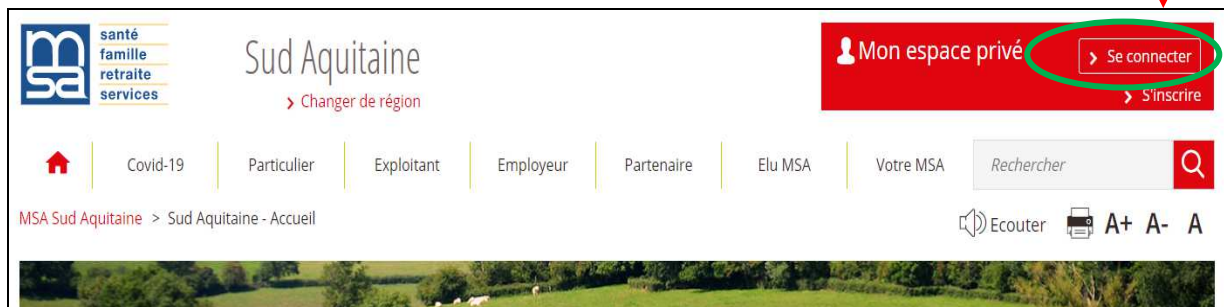 msa
santé
famille
retraite
services
Sud Aquitaine
> Changer de région
Mon espace privé
> Se connecter
> S'inscrire
Covid-19 Particulier Exploitant Employeur Partenaire Elu MSA Votre MSA Rechercher
MSA Sud Aquitaine > Sud Aquitaine - Accueil
Ecouter A+ A- A